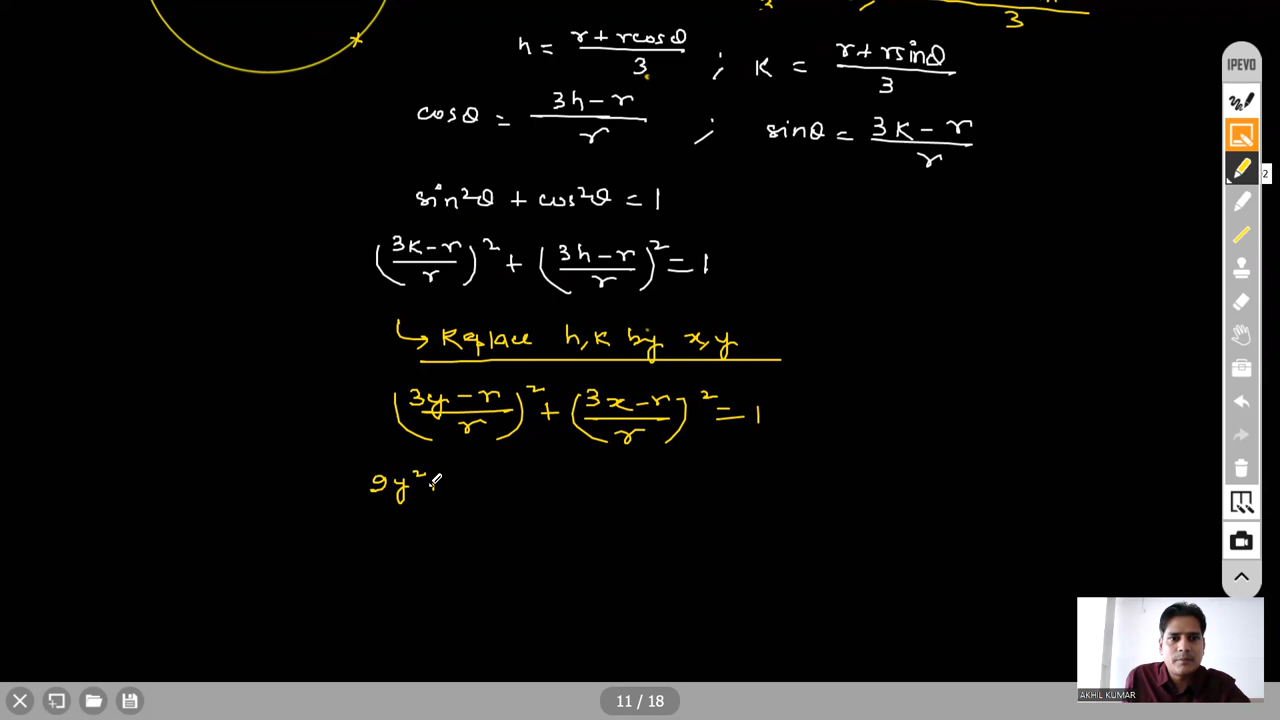 3
h = (r + r cosθ)/3 ; K = (r + r sinθ)/3
cosθ = (3h - r)/r ; sinθ = (3K - r)/r
sin²θ + cos²θ = 1
((3K - r)/r)² + ((3h - r)/r)² = 1
↳ Replace h, K by x, y
((3y - r)/r)² + ((3x - r)/r)² = 1
9y²
IPEVO
2
AKHIL KUMAR
11 / 18